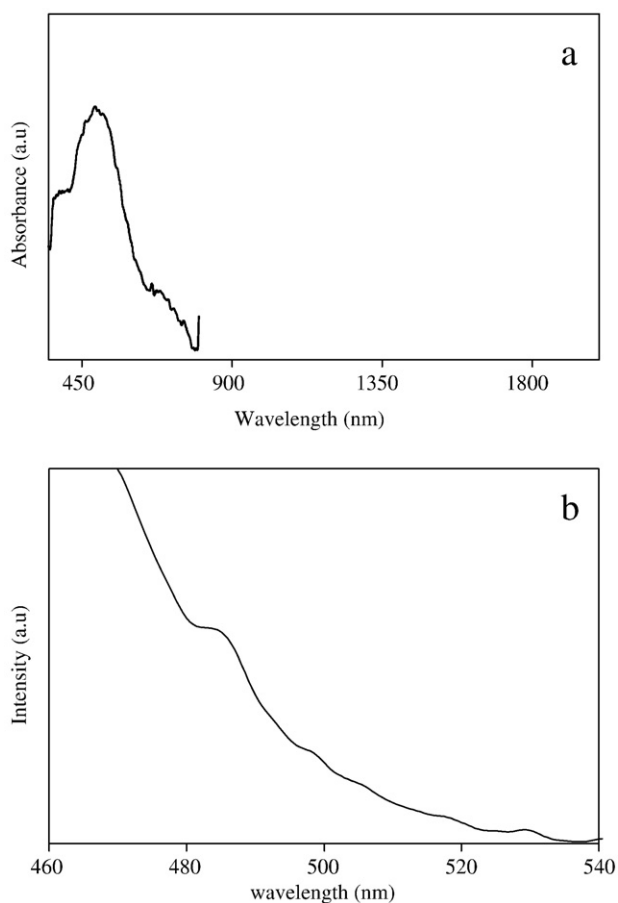 a
Absorbance (a.u)
450 900 1350 1800
Wavelength (nm)
b
Intensity (a.u)
460 480 500 520 540
wavelength (nm)